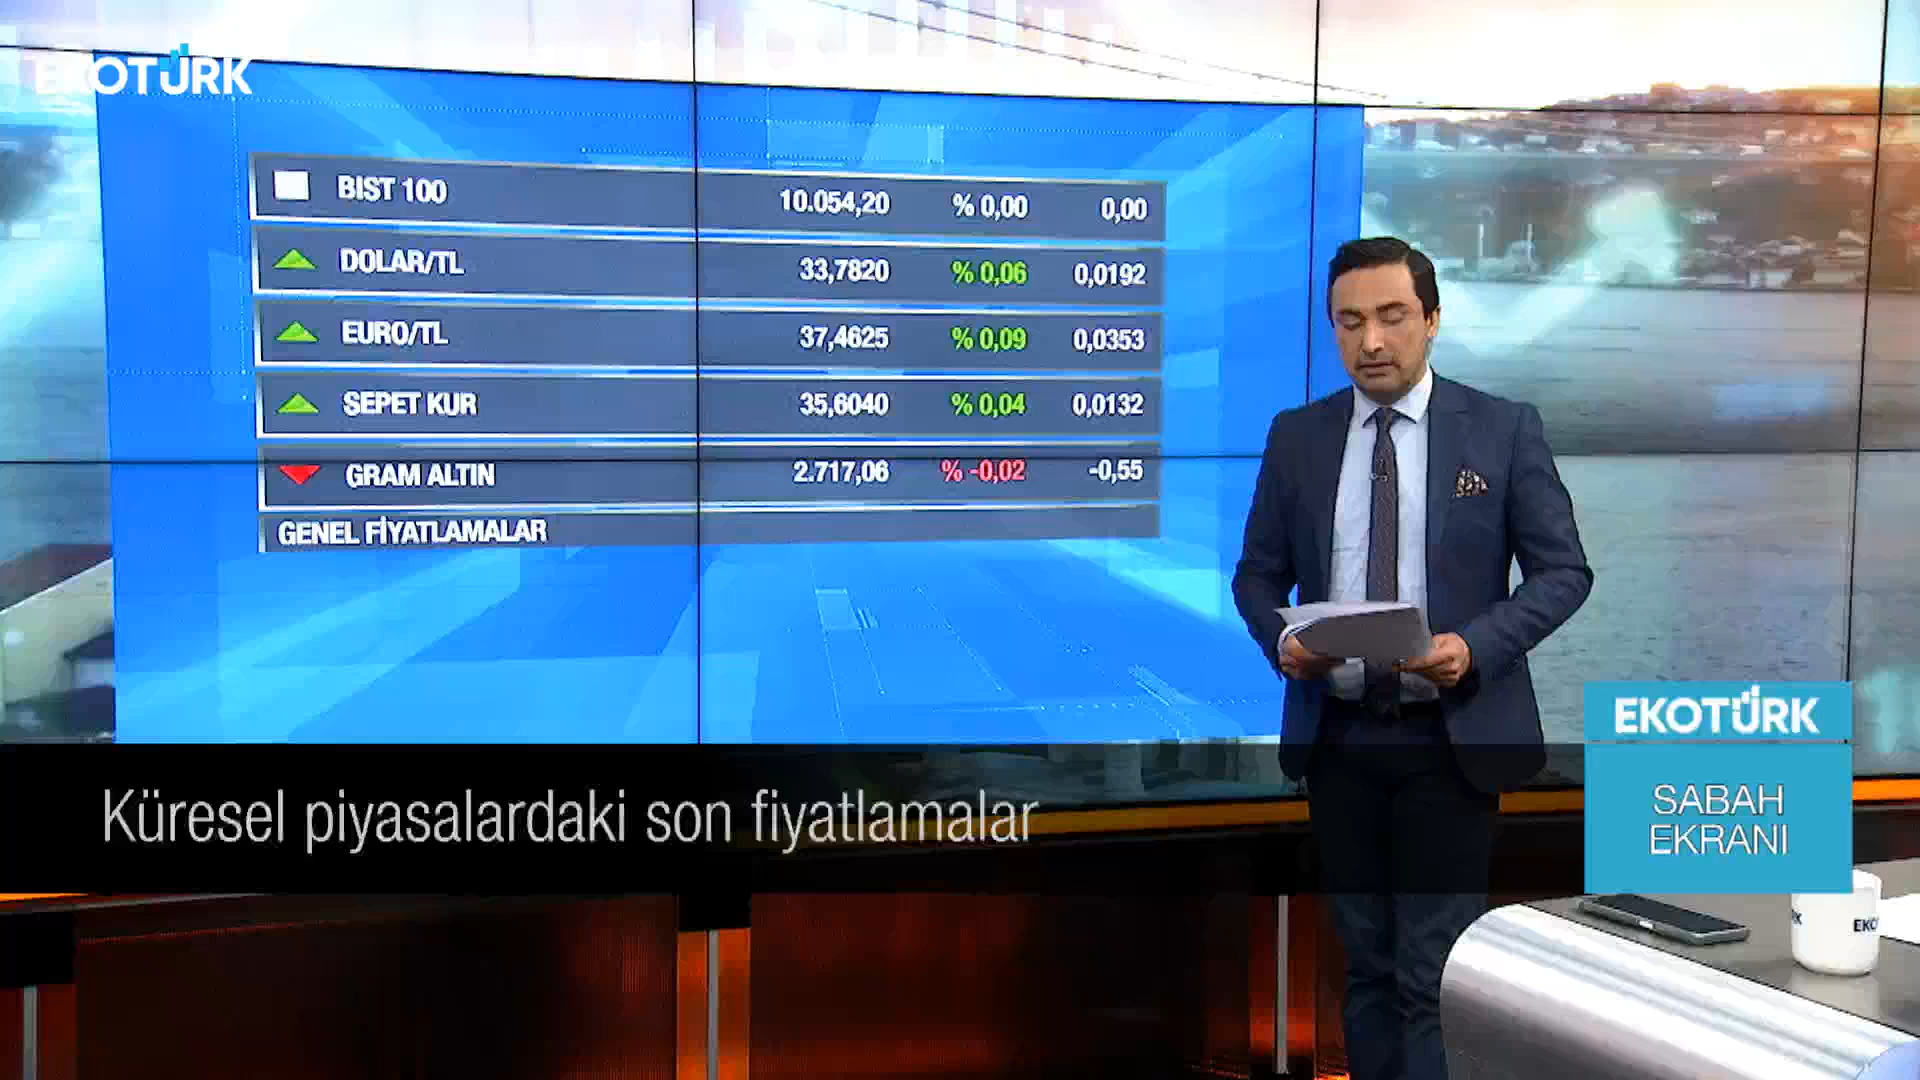 EKOTÜRK
BIST 100 10.054,20 % 0,00 0,00
DOLAR/TL 33,7820 % 0,06 0,0192
EURO/TL 37,4625 % 0,09 0,0353
SEPET KUR 35,6040 % 0,04 0,0132
GRAM ALTIN 2.717,06 % -0,02 -0,55
GENEL FİYATLAMALAR
EKOTÜRK
Küresel piyasalardaki son fiyatlamalar
SABAH
EKRANI